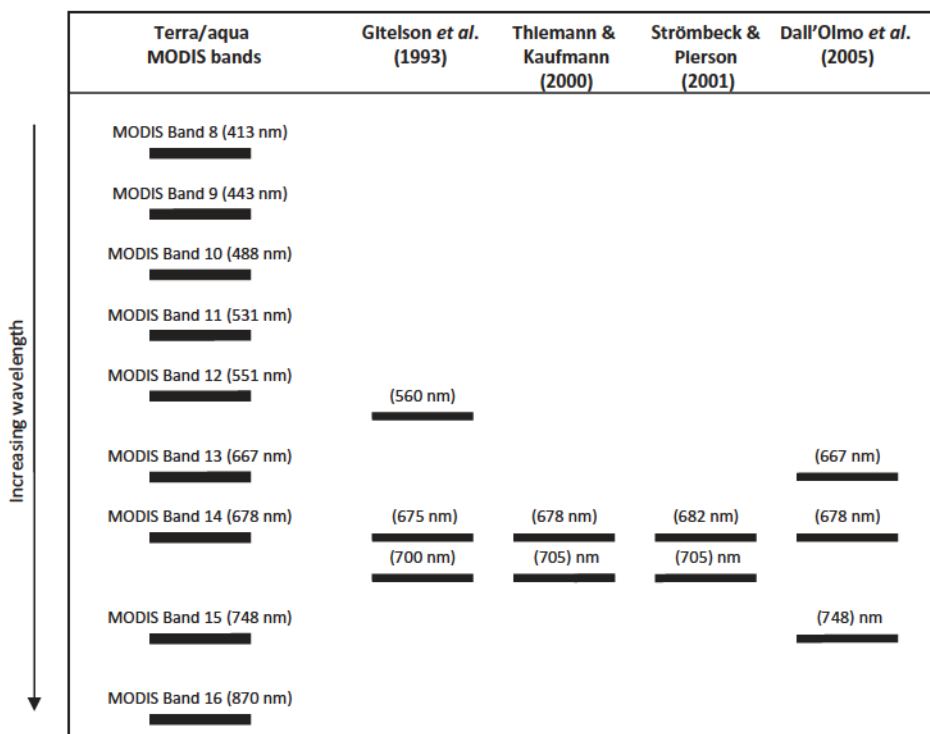 Terra/aqua
MODIS bands
Gitelson et al.
(1993)
Thlemann &
Kaufmann
(2000)
Strömbeck &
PIerson
(2001)
Dall'Olmo et al.
(2005)
Increasing wavelength
MODIS Band 8 (413 nm)
MODIS Band 9 (443 nm)
MODIS Band 10 (488 nm)
MODIS Band 11 (531 nm)
MODIS Band 12 (551 nm)
(560 nm)
MODIS Band 13 (667 nm)
(667 nm)
MODIS Band 14 (678 nm)
(675 nm)
(678 nm)
(682 nm)
(678 nm)
(700 nm)
(705) nm
(705) nm
MODIS Band 15 (748 nm)
(748) nm
MODIS Band 16 (870 nm)